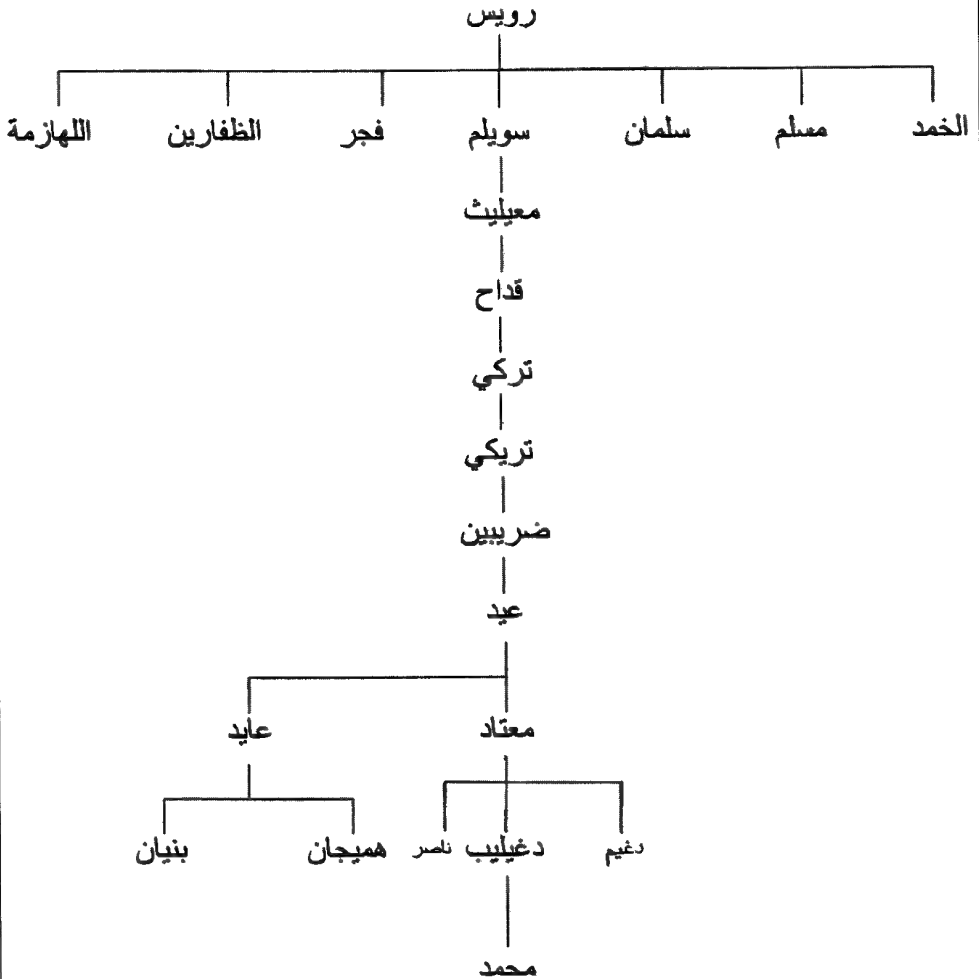 رويس
الخمد مسلم سلمان سويلم فجر الظفارين اللهازمة
معيليث
قداح
تركي
تريكي
ضريبين
عيد
معتاد عايد
دغيم دغيليب ناصر هميجان بنيان
محمد